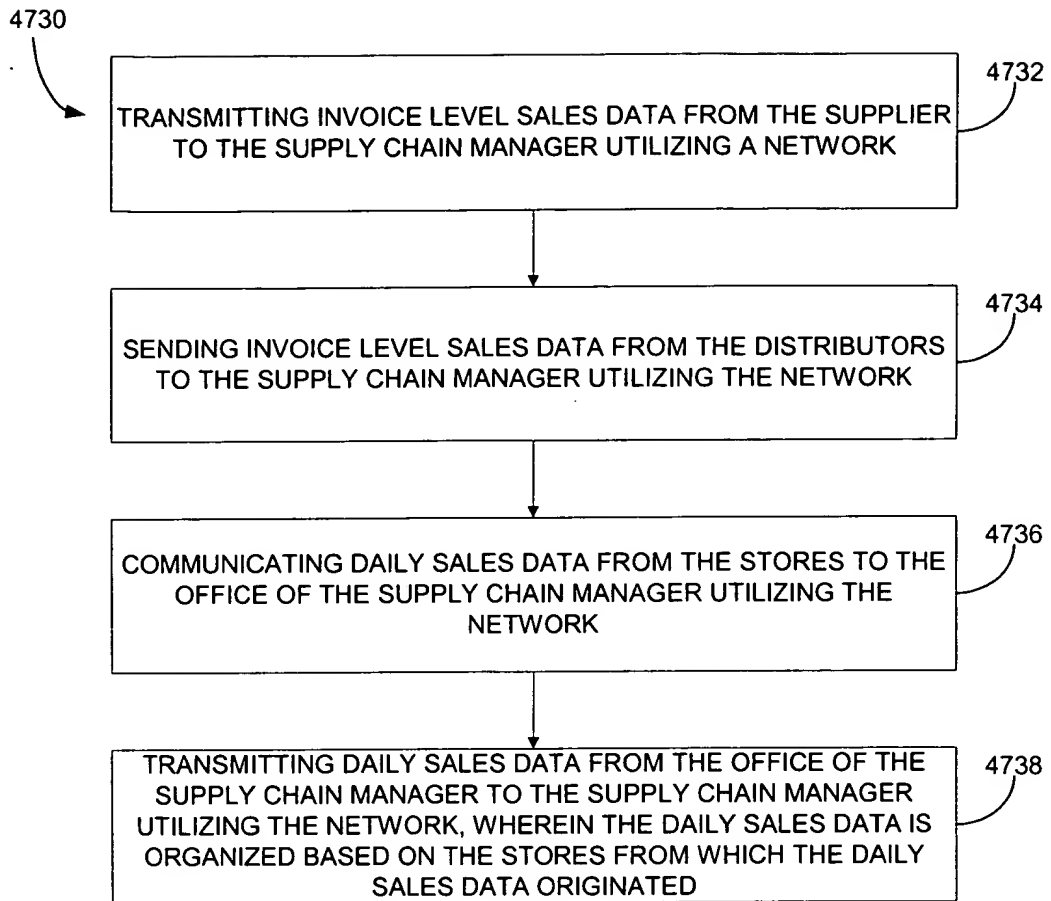 4730
4732
TRANSMITTING INVOICE LEVEL SALES DATA FROM THE SUPPLIER
TO THE SUPPLY CHAIN MANAGER UTILIZING A NETWORK
4734
SENDING INVOICE LEVEL SALES DATA FROM THE DISTRIBUTORS
TO THE SUPPLY CHAIN MANAGER UTILIZING THE NETWORK
4736
COMMUNICATING DAILY SALES DATA FROM THE STORES TO THE
OFFICE OF THE SUPPLY CHAIN MANAGER UTILIZING THE
NETWORK
4738
TRANSMITTING DAILY SALES DATA FROM THE OFFICE OF THE
SUPPLY CHAIN MANAGER TO THE SUPPLY CHAIN MANAGER
UTILIZING THE NETWORK, WHEREIN THE DAILY SALES DATA IS
ORGANIZED BASED ON THE STORES FROM WHICH THE DAILY
SALES DATA ORIGINATED